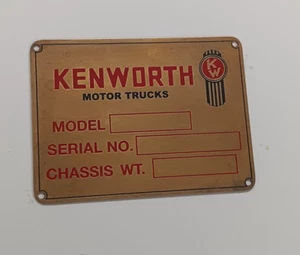 KENWORTH
KW
MOTOR TRUCKS
MODEL
SERIAL NO.
CHASSIS WT.